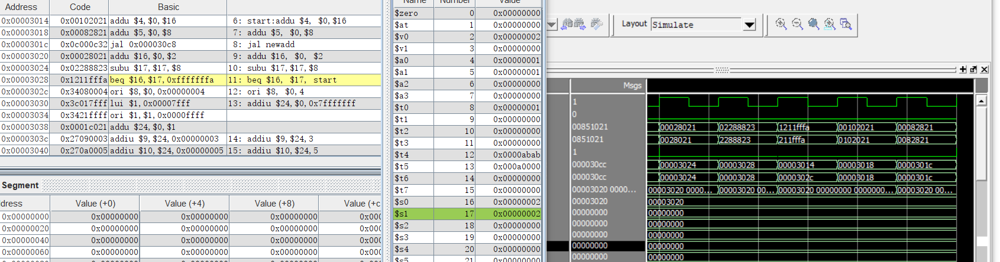 Address Code Basic
0x00003014 0x00102021 addu $4,$0,$16 6: start:addu $4, $0,$16
0x00003018 0x00082821 addu $5,$0,$8 7: addu $5, $0,$8
0x0000301c 0x0c000c32 jal 0x000030c8 8: jal newadd
0x00003020 0x00028021 addu $16,$0,$2 9: addu $16, $0, $2
0x00003024 0x02288823 subu $17,$17,$8 10: subu $17,$17,$8
0x00003028 0x1211fffa beq $16,$17,0xfffffffa 11: beq $16, $17, start
0x0000302c 0x34080004 ori $8,$0,0x00000004 12: ori $8, $0,4
0x00003030 0x3c017fff lui $1,0x00007fff 13: addiu $24,$0,0x7fffffff
0x00003034 0x3421ffff ori $1,$1,0x0000ffff
0x00003038 0x0001c021 addu $24,$0,$1
0x0000303c 0x27090003 addiu $9,$24,0x00000003 14: addiu $9,$24,3
0x00003040 0x270a0005 addiu $10,$24,0x00000005 15: addiu $10,$24,5
Segment
dress Value (+0) Value (+4) Value (+8) Value (+c
0x00000000 0x00000000 0x00000000 0x00000000 0x000
0x00000020 0x00000000 0x00000000 0x00000000 0x000
0x00000040 0x00000000 0x00000000 0x00000000 0x000
0x00000060 0x00000000 0x00000000 0x00000000 0x000
Name Number Value
$zero 0 0x00000000
$at 1 0x00000000
$v0 2 0x00000002
$v1 3 0x00000000
$a0 4 0x00000001
$a1 5 0x00000001
$a2 6 0x00000000
$a3 7 0x00000000
$t0 8 0x00000001
$t1 9 0x00000000
$t2 10 0x00000000
$t3 11 0x00000000
$t4 12 0x0000abab
$t5 13 0x000a0000
$t6 14 0x00000000
$t7 15 0x00000000
$s0 16 0x00000002
$s1 17 0x00000002
$s2 18 0x00000000
$s3 19 0x00000000
$s4 20 0x00000000
$s5 21 0x00000000
Layout Simulate
Msgs
1
0
00851021 00028021 02288823 1211fffa 00102021 00082821
0851021 0028021 2288823 211fffa 0102021 0082821
1
000030cc 00003024 00003028 00003014 00003018 0000301c
000030cc 00003024 00003028 0000302c 00003018 0000301c
00003020 0000... 00003020 0000... 00003020 00... 00003020 00000000 0000000... 00003020 00...
00003020 00003020
00000000 00000000
00000000 00000000
00000000 00000000
00000000 00000000
00000000 00000000